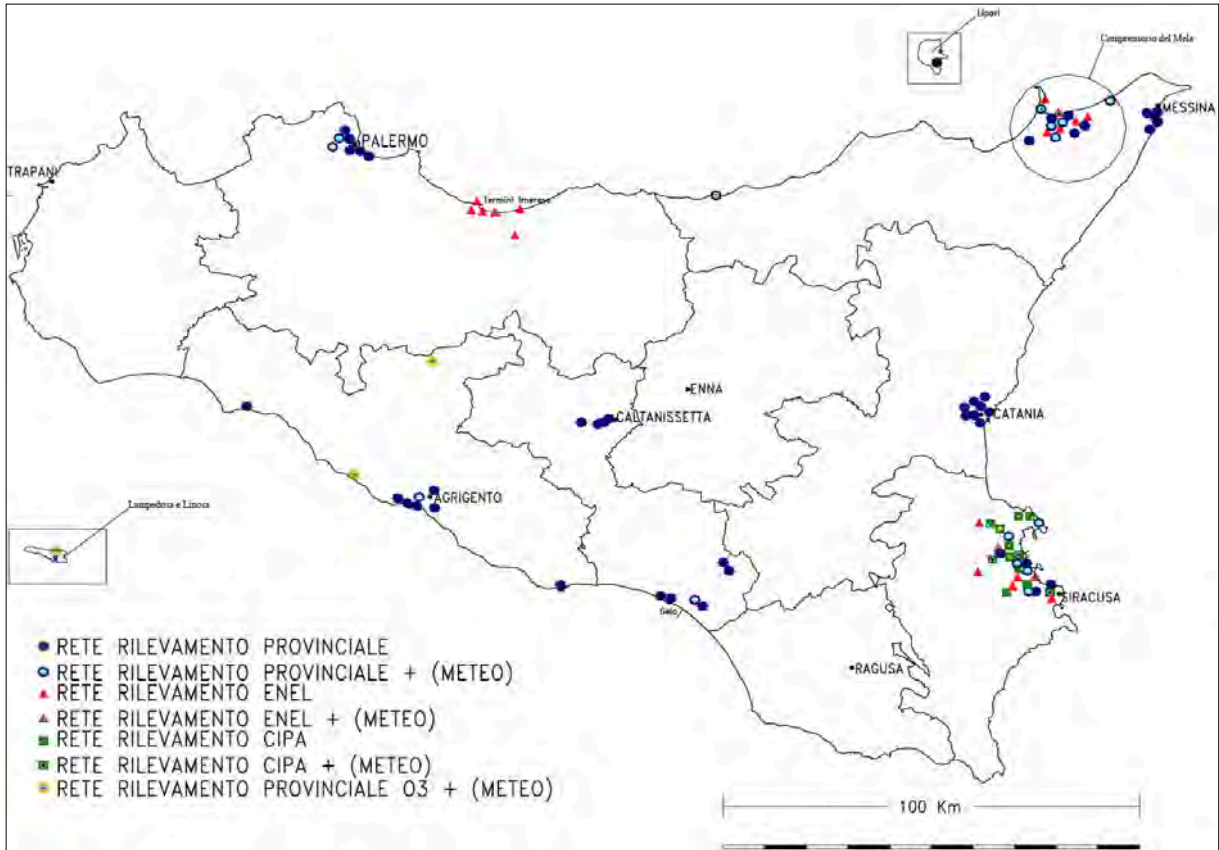 Lipari
Comprensorio del Mela
MESSINA
PALERMO
TRAPANI
Termini Imerese
ENNA
CALTANISSETTA
CATANIA
AGRIGENTO
Lampedusa e Linosa
SIRACUSA
Gela
RAGUSA
RETE RILEVAMENTO PROVINCIALE
RETE RILEVAMENTO PROVINCIALE + (METEO)
RETE RILEVAMENTO ENEL
RETE RILEVAMENTO ENEL + (METEO)
RETE RILEVAMENTO CIPA
RETE RILEVAMENTO CIPA + (METEO)
RETE RILEVAMENTO PROVINCIALE O3 + (METEO)
100 Km